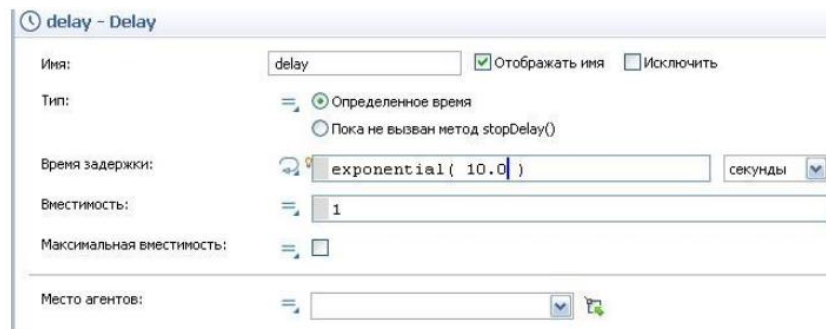 delay - Delay
Имя: delay Отображать имя Исключить
Тип: Определенное время
Пока не вызван метод stopDelay()
Время задержки: exponential( 10.0 ) секунды
Вместимость: 1
Максимальная вместимость:
Место агентов: